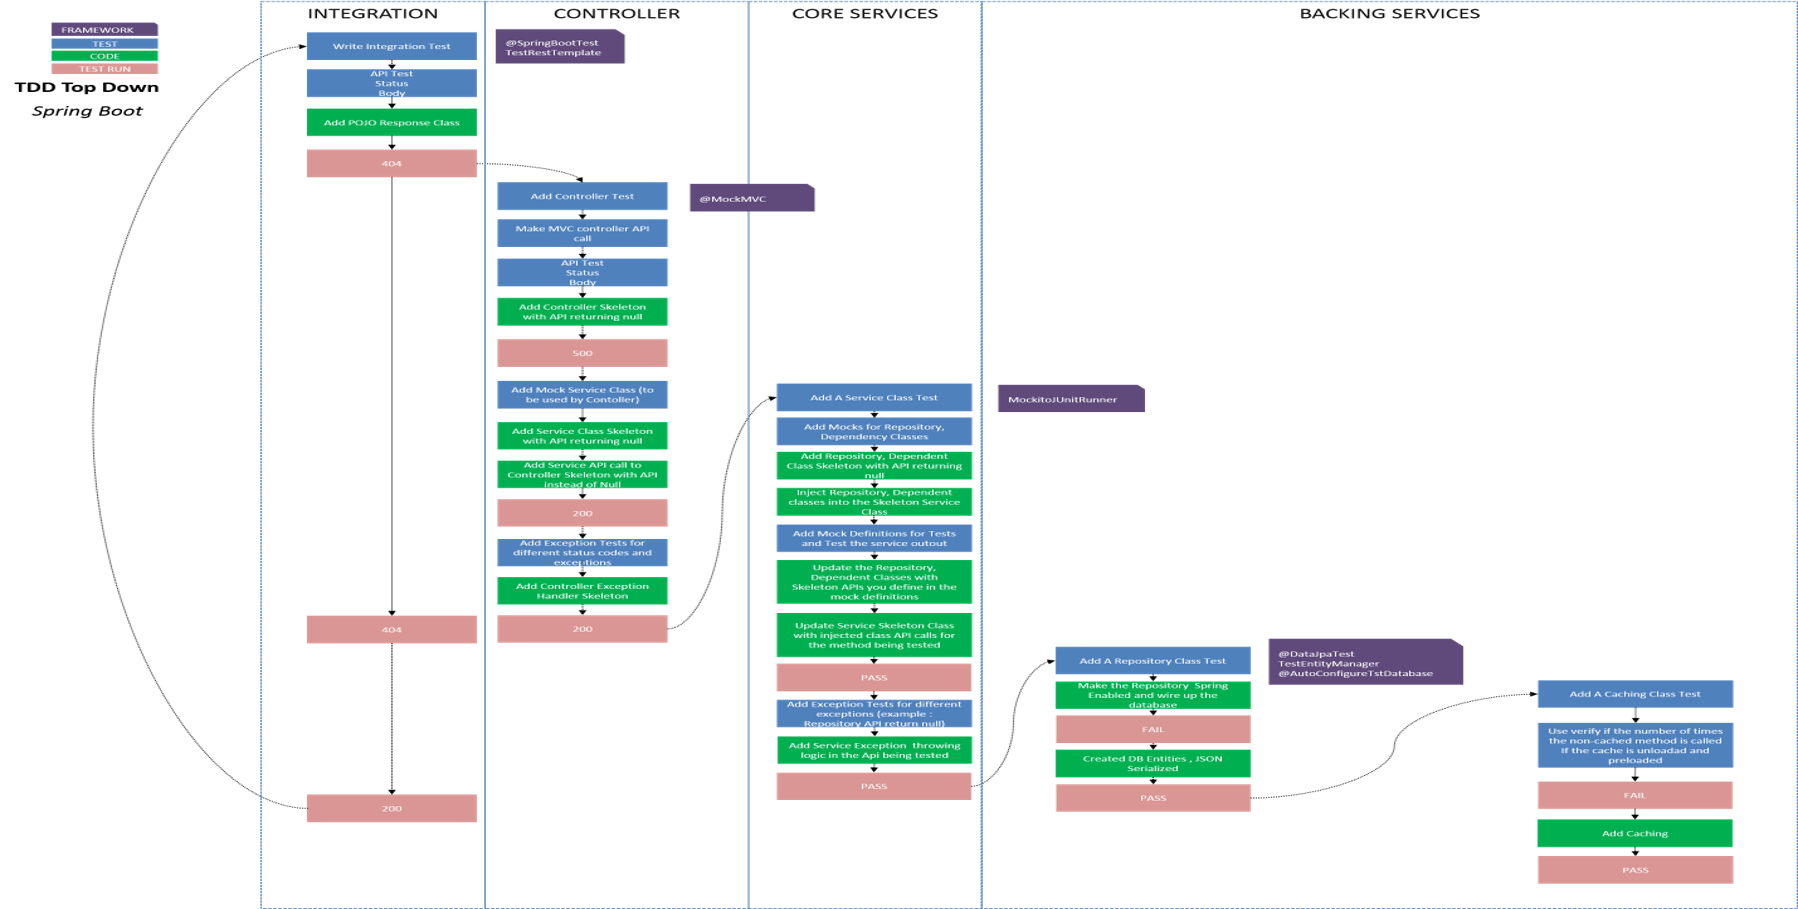 FRAMEWORK
TEST
CODE
TEST RUN
TDD Top Down
Spring Boot
INTEGRATION
Write Integration Test
API Test
Status
Body
Add POJO Response Class
404
404
200
CONTROLLER
@SpringBootTest
TestRestTemplate
Add Controller Test
Make MVC controller API
call
API Test
Status
Body
Add Controller Skeleton
with API returning null
500
Add Mock Service Class (to
be used by Contoller)
Add Service Class Skeleton
with API returning null
Add Service API call to
Controller Skeleton with API
instead of Null
200
Add Exception Tests for
different status codes and
exceptions
Add Controller Exception
Handler Skeleton
200
CORE SERVICES
@MockMVC
Add A Service Class Test
Add Mocks for Repository,
Dependency Classes
Add Repository, Dependent
Class Skeleton with API returning
null
Inject Repository, Dependent
classes into the Skeleton Service
Class
Add Mock Definitions for Tests
and Test the service outout
Update the Repository,
Dependent Classes with
Skeleton APIs you define in the
mock definitions
Update Service Skeleton Class
with injected class API calls for
the method being tested
PASS
Add Exception Tests for different
exceptions (example :
Repository API return null)
Add Service Exception  throwing
logic in the Api being tested
PASS
BACKING SERVICES
MockitoJUnitRunner
Add A Repository Class Test
Make the Repository  Spring
Enabled and wire up the
database
FAIL
Created DB Entities , JSON
Serialized
PASS
@DataJpaTest
TestEntityManager
@AutoConfigureTstDatabase
Add A Caching Class Test
Use verify if the number of times
the non-cached method is called
If the cache is unloadad and
preloaded
FAIL
Add Caching
PASS